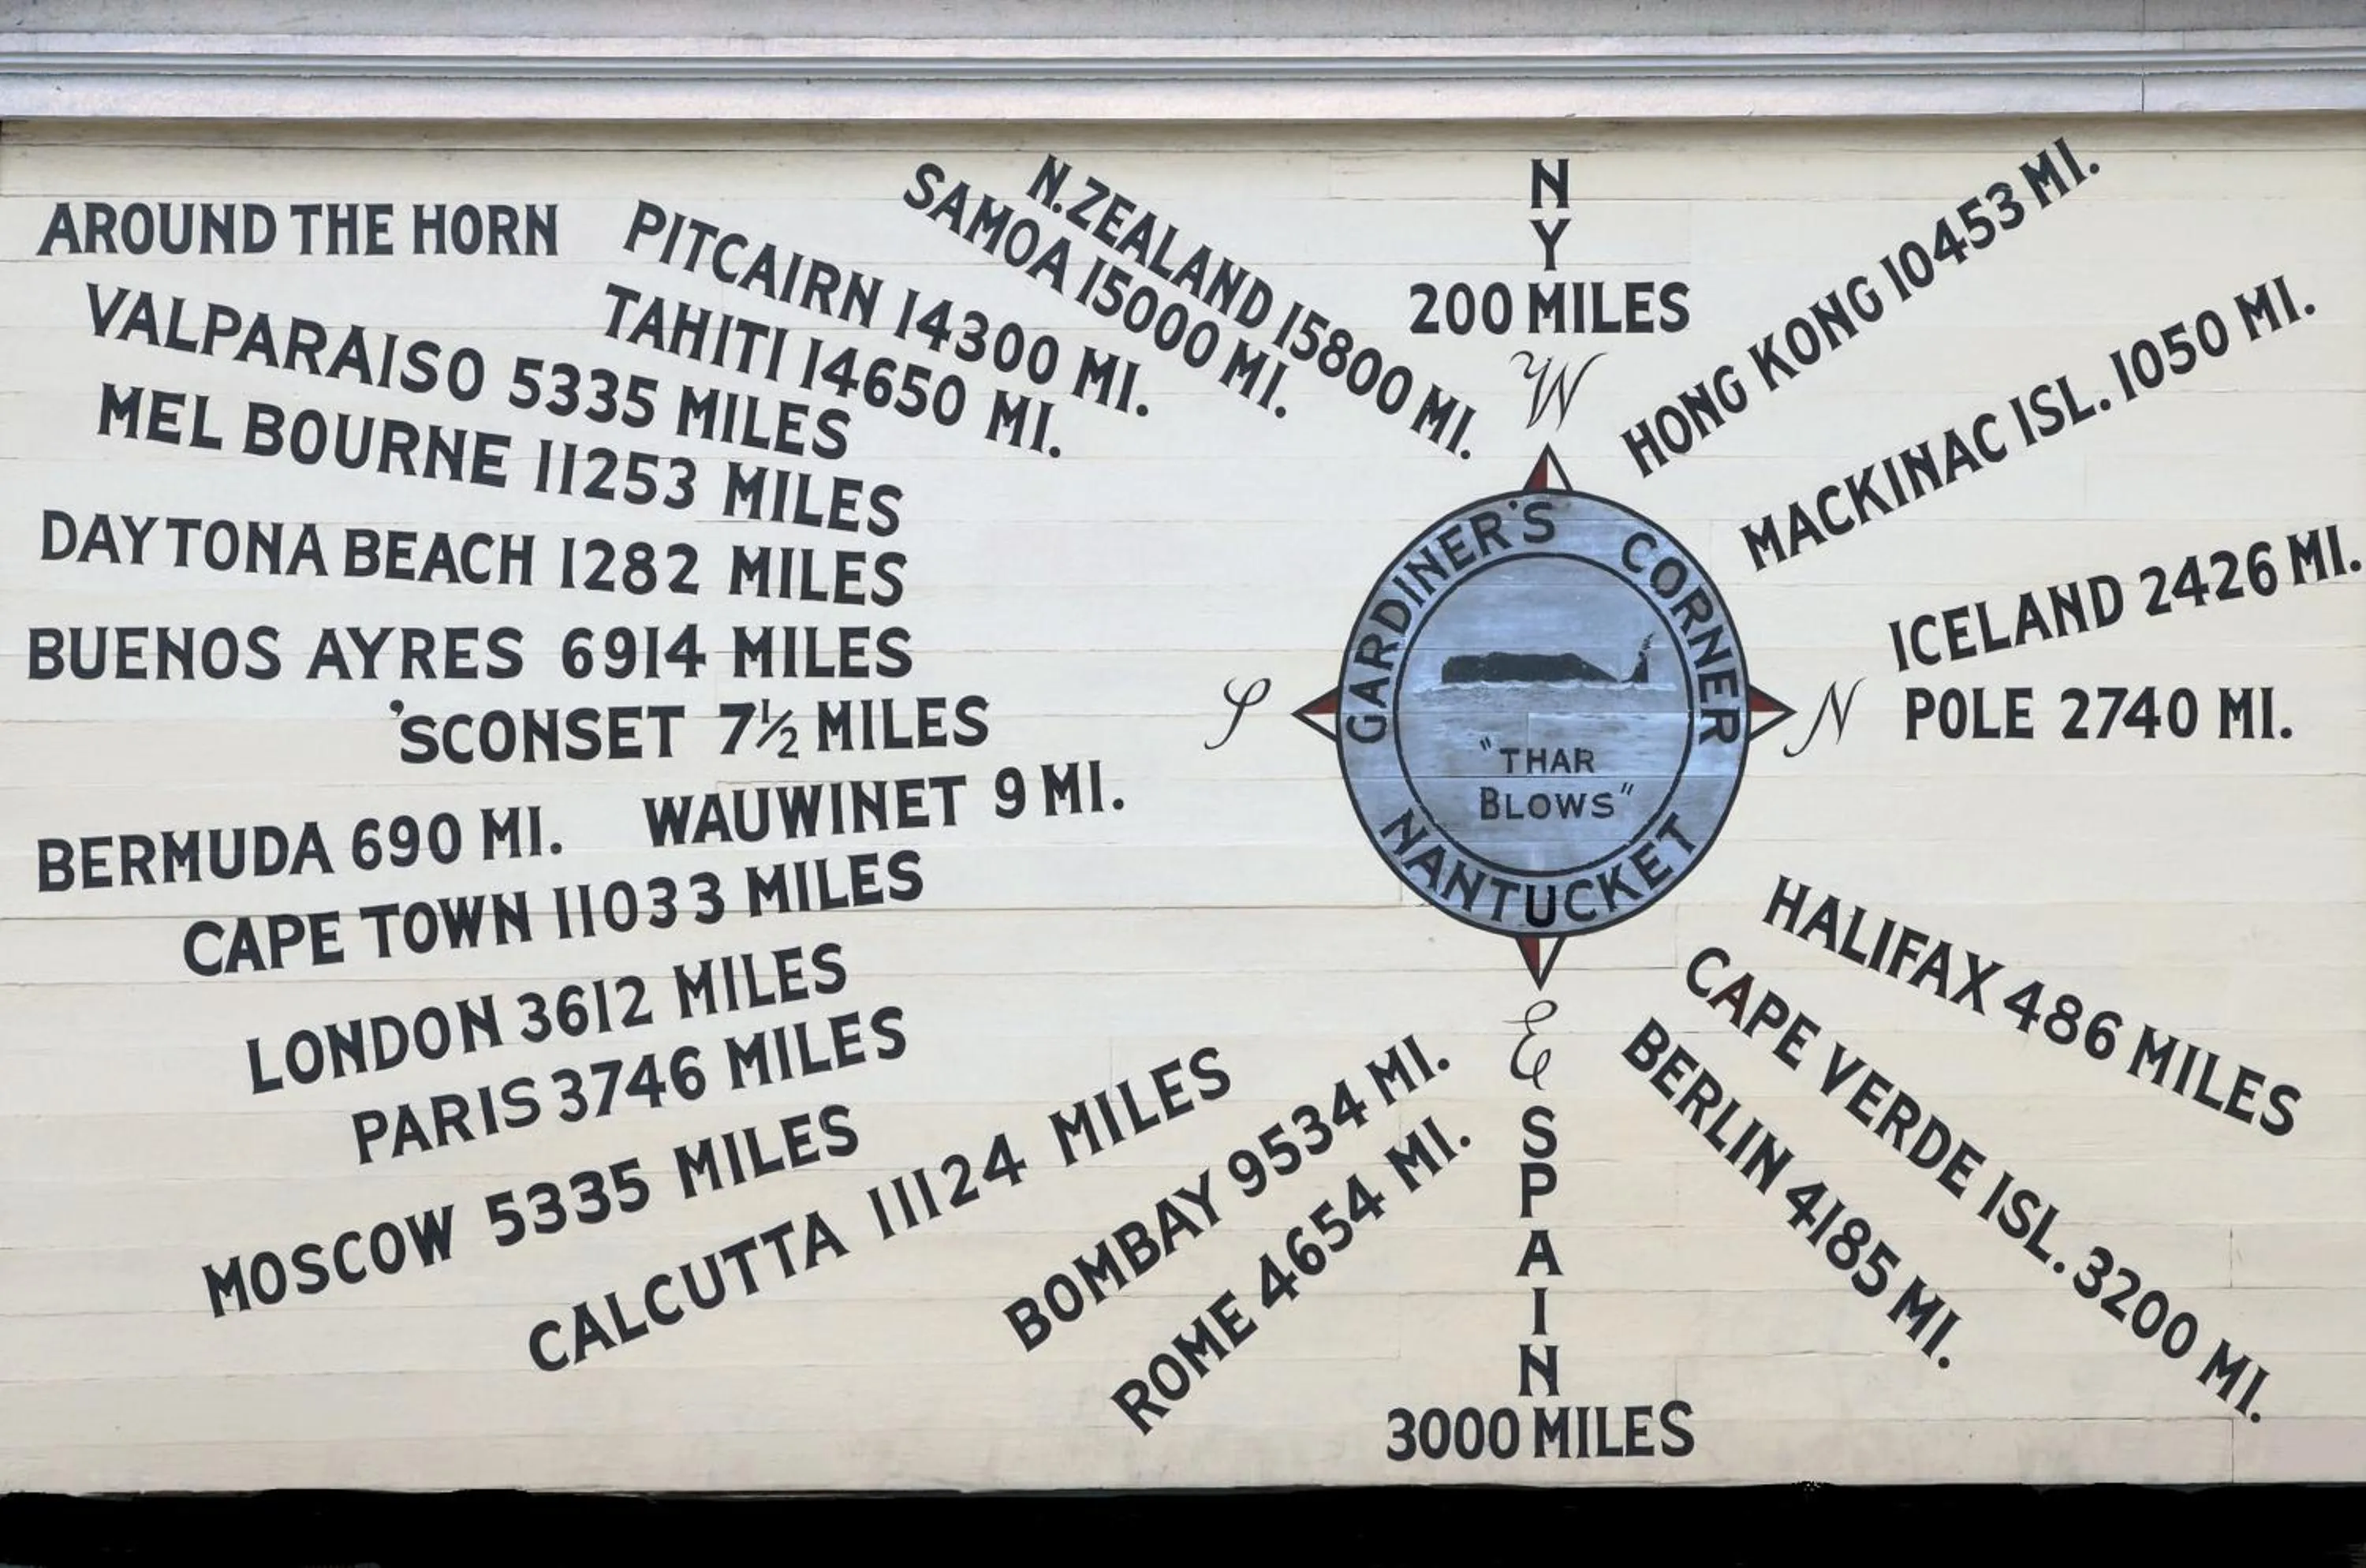 AROUND THE HORN
VALPARAISO 5335 MILES
MEL BOURNE 11253 MILES
DAYTONA BEACH 1282 MILES
BUENOS AYRES 6914 MILES
'SCONSET 7½ MILES
BERMUDA 690 MI.
WAUWINET 9 MI.
CAPE TOWN 11033 MILES
LONDON 3612 MILES
PARIS 3746 MILES
MOSCOW 5335 MILES
CALCUTTA 11124 MILES
BOMBAY 9534 MI.
ROME 4654 MI.
PITCAIRN 14300 MI.
TAHITI 14650 MI.
N. ZEALAND 15800 MI.
SAMOA 15000 MI.
NY
200 MILES
W
S
N
E
GARDINER'S CORNER
"THAR
BLOWS"
NANTUCKET
SPAIN
3000 MILES
HONG KONG 10453 MI.
MACKINAC ISL. 1050 MI.
ICELAND 2426 MI.
POLE 2740 MI.
HALIFAX 486 MILES
CAPE VERDE ISL. 3200 MI.
BERLIN 4185 MI.